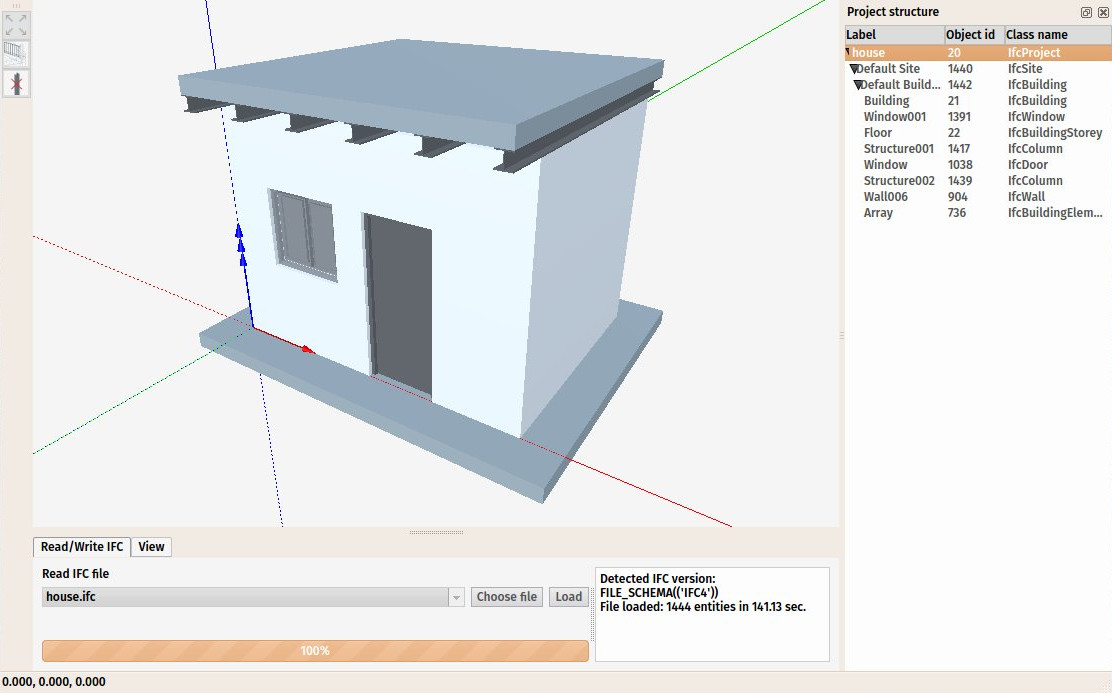 Project structure
Label Object id Class name
house 20 IfcProject
Default Site 1440 IfcSite
Default Build... 1442 IfcBuilding
Building 21 IfcBuilding
Window001 1391 IfcWindow
Floor 22 IfcBuildingStorey
Structure001 1417 IfcColumn
Window 1038 IfcDoor
Structure002 1439 IfcColumn
Wall006 904 IfcWall
Array 736 IfcBuildingElem...
Read/Write IFC View
Read IFC file
house.ifc Choose file Load
100%
Detected IFC version:
FILE_SCHEMA(('IFC4'))
File loaded: 1444 entities in 141.13 sec.
0.000, 0.000, 0.000